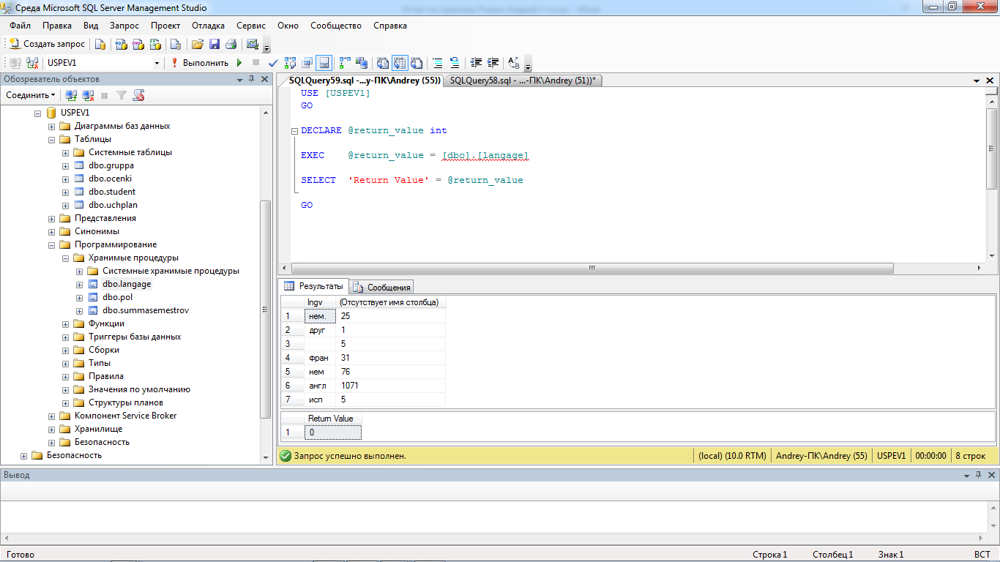 Среда Microsoft SQL Server Management Studio
Файл Правка Вид Запрос Проект Отладка Сервис Окно Сообщество Справка
Создать запрос
USPEV1 Выполнить
Обозреватель объектов
Соединить
USPEV1
Диаграммы баз данных
Таблицы
Системные таблицы
dbo.gruppa
dbo.ocenki
dbo.student
dbo.uchplan
Представления
Синонимы
Программирование
Хранимые процедуры
Системные хранимые процедуры
dbo.langage
dbo.pol
dbo.summasemestrov
Функции
Триггеры базы данных
Сборки
Типы
Правила
Значения по умолчанию
Структуры планов
Компонент Service Broker
Хранилище
Безопасность
Безопасность
SQLQuery59.sql -...y-ПК\Andrey (55)) SQLQuery58.sql - ...-ПК\Andrey (51))*
USE [USPEV1]
GO
DECLARE @return_value int
EXEC @return_value = [dbo].[langage]
SELECT 'Return Value' = @return_value
GO
Результаты Сообщения
lngv (Отсутствует имя столбца)
1 нем. 25
2 друг 1
3 5
4 фран 31
5 нем 76
6 англ 1071
7 исп 5
Return Value
1 0
Запрос успешно выполнен. (local) (10.0 RTM) Andrey-ПК\Andrey (55) USPEV1 00:00:00 8 строк
Вывод
Готово Строка 1 Столбец 1 Знак 1 ВСТ